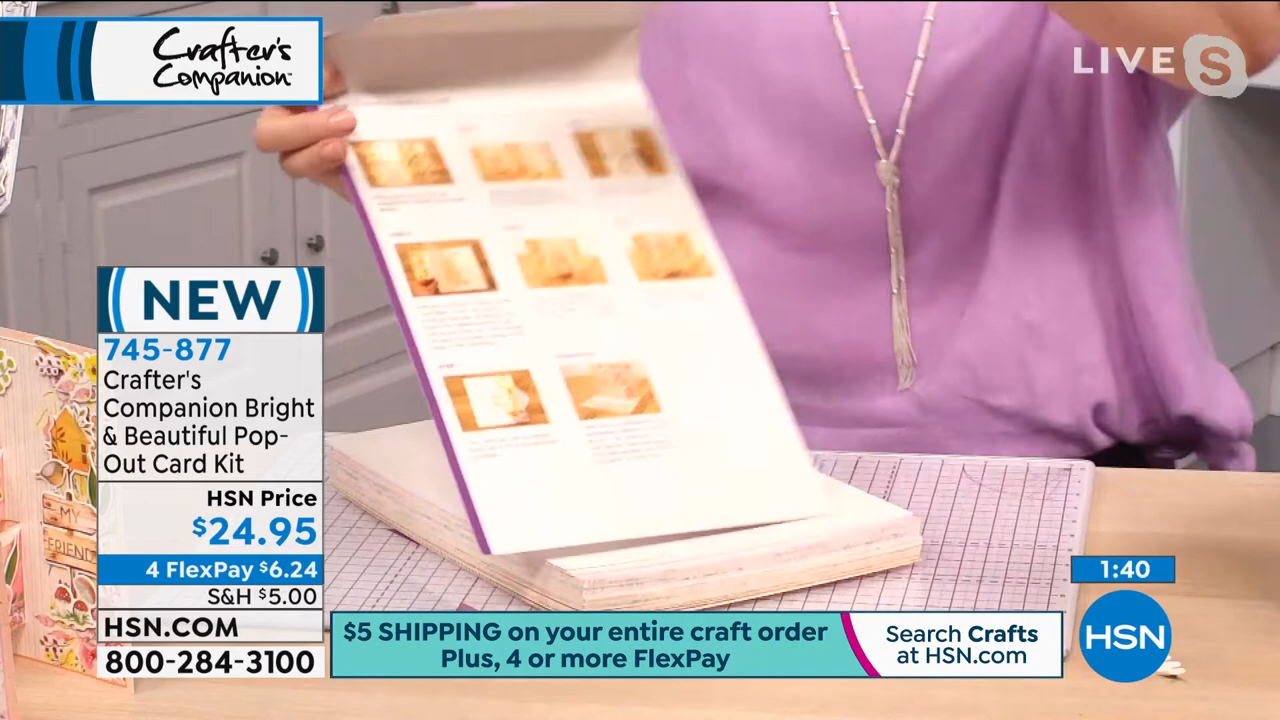 Crafter's
Companion
LIVE S
NEW
745-877
Crafter's
Companion Bright
& Beautiful Pop-
Out Card Kit
HSN Price
$24.95
4 FlexPay $6.24
S&H $5.00
HSN.COM
800-284-3100
MY
FRIEND
$5 SHIPPING on your entire craft order
Plus, 4 or more FlexPay
Search Crafts
at HSN.com
1:40
HSN